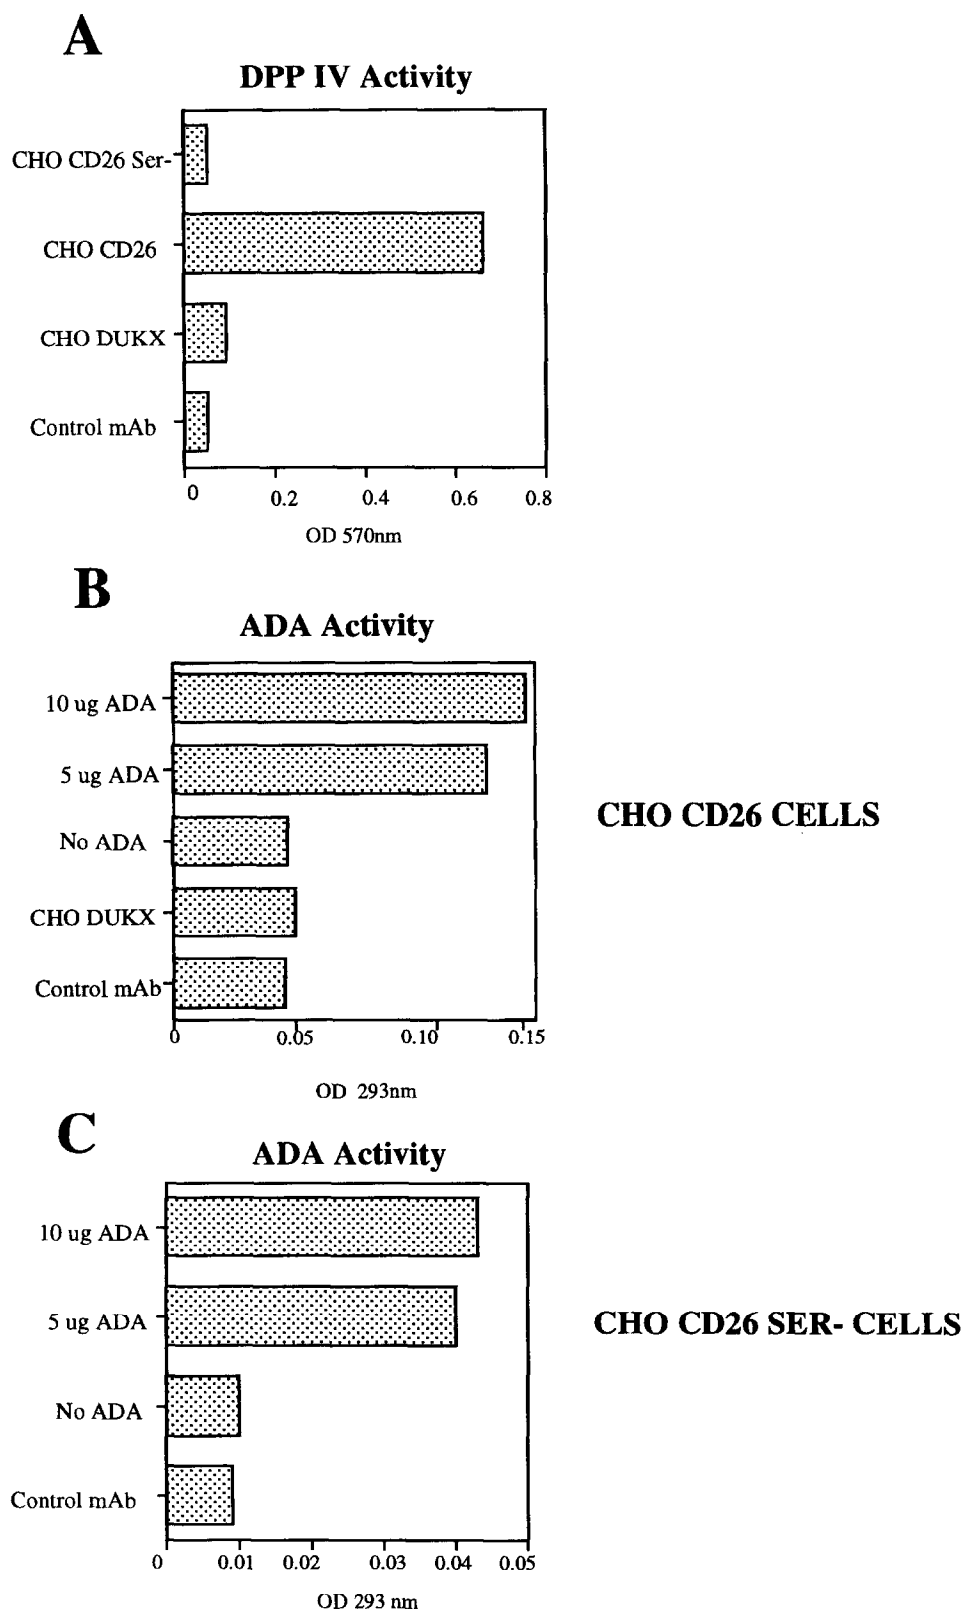 A
DPP IV Activity
CHO CD26 Ser-
CHO CD26
CHO DUKX
Control mAb
0 0.2 0.4 0.6 0.8
OD 570nm
B
ADA Activity
10 ug ADA
5 ug ADA
No ADA
CHO DUKX
Control mAb
CHO CD26 CELLS
0 0.05 0.10 0.15
OD 293nm
C
ADA Activity
10 ug ADA
5 ug ADA
No ADA
Control mAb
CHO CD26 SER- CELLS
0 0.01 0.02 0.03 0.04 0.05
OD 293 nm